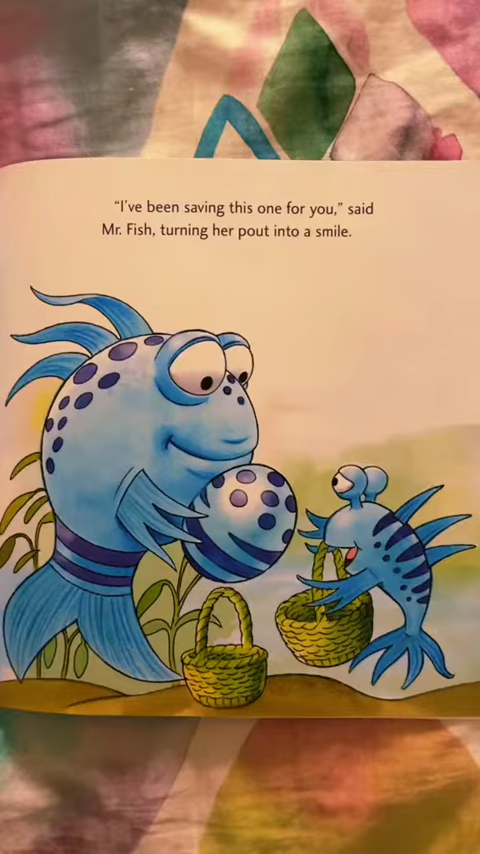 “I’ve been saving this one for you,” said
Mr. Fish, turning her pout into a smile.